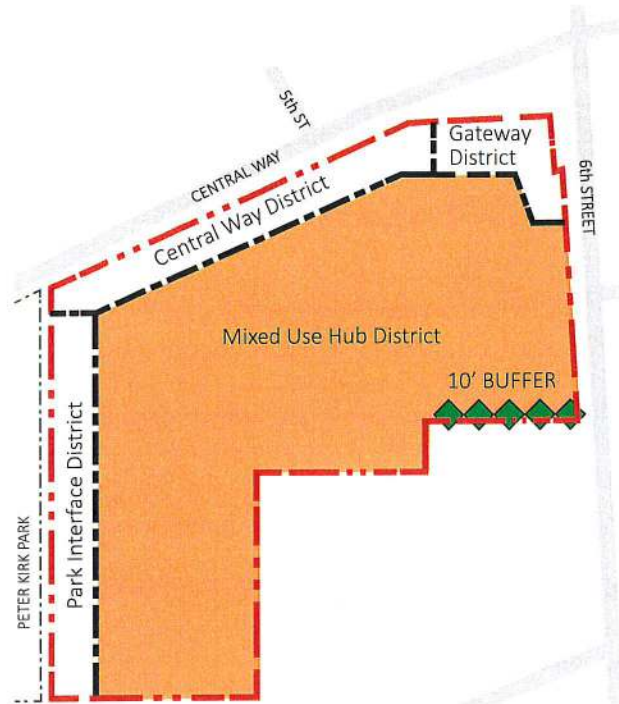 5th ST
CENTRAL WAY
Gateway
District
6th STREET
Central Way District
Mixed Use Hub District
10' BUFFER
Park Interface District
PETER KIRK PARK